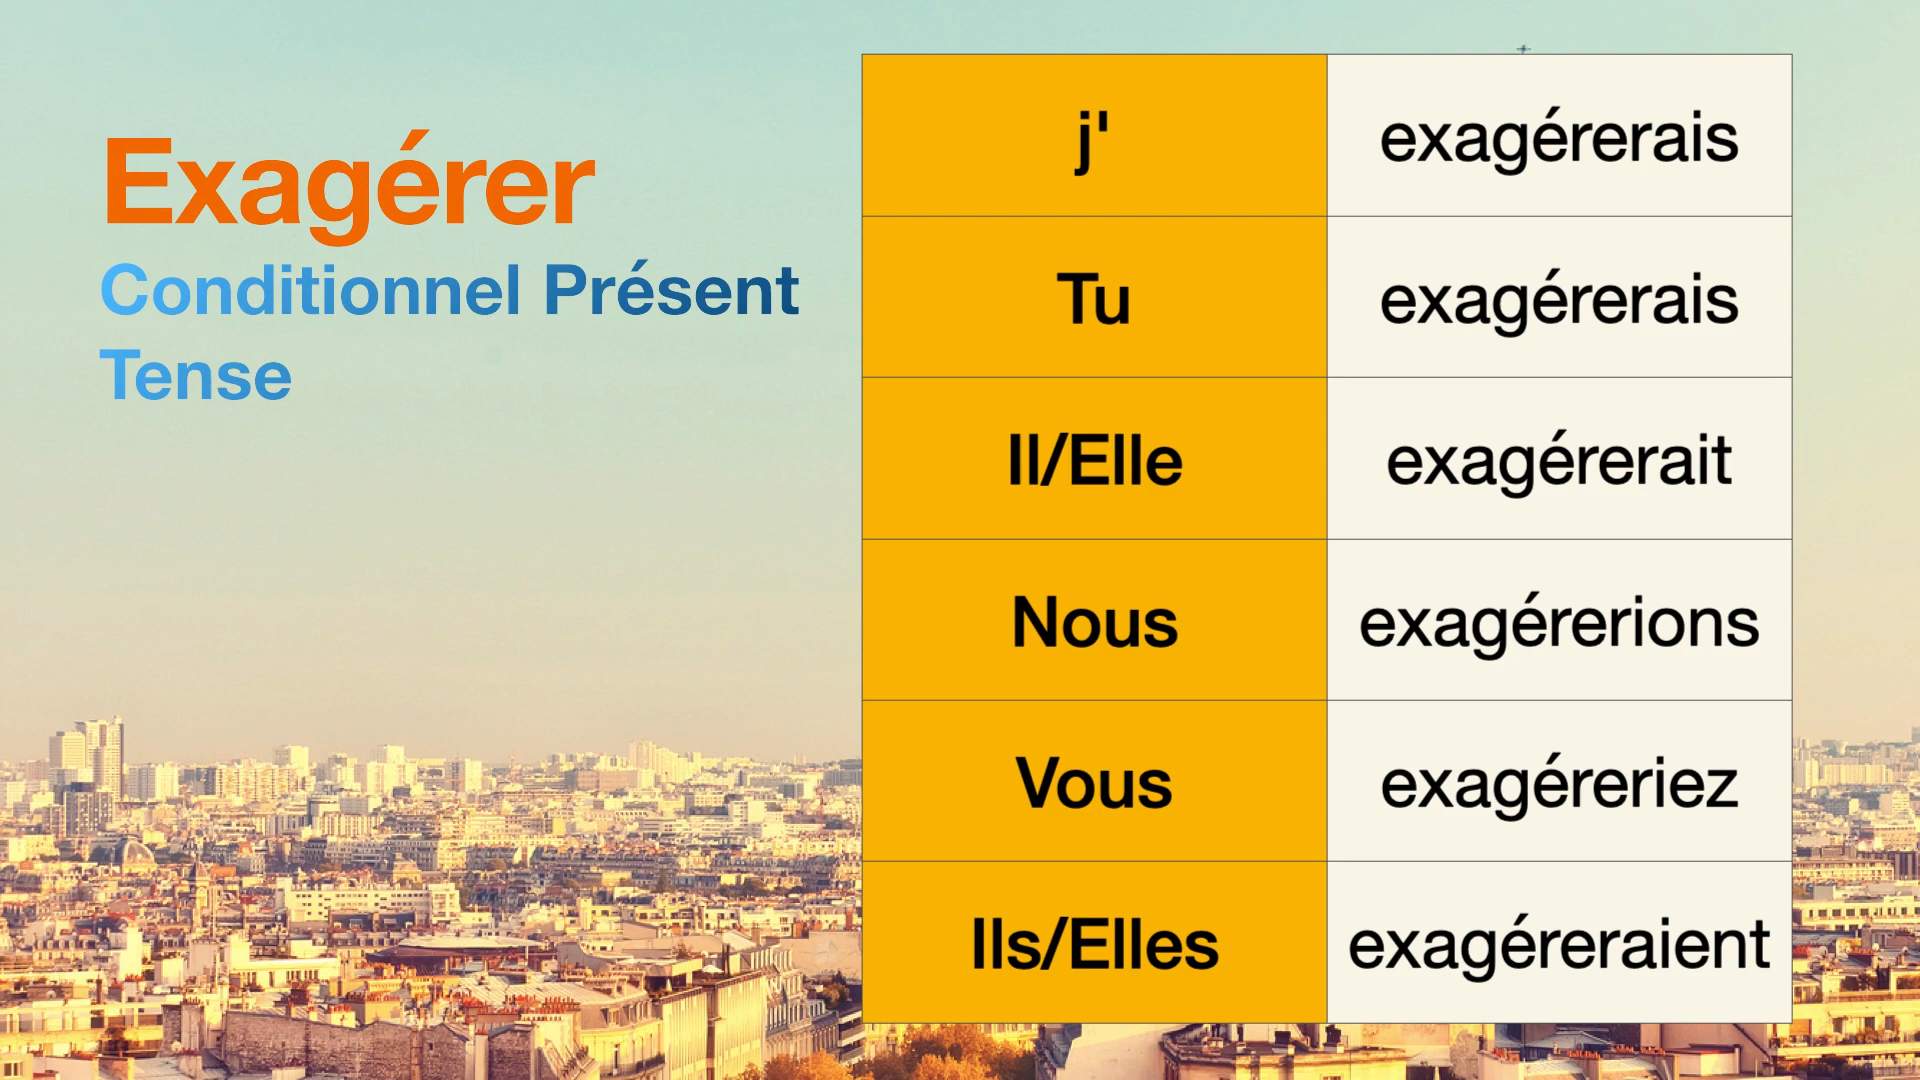 Exagérer
Conditionnel Présent
Tense
j' exagérerais
Tu exagérerais
Il/Elle exagérerait
Nous exagérerions
Vous exagéreriez
Ils/Elles exagéreraient